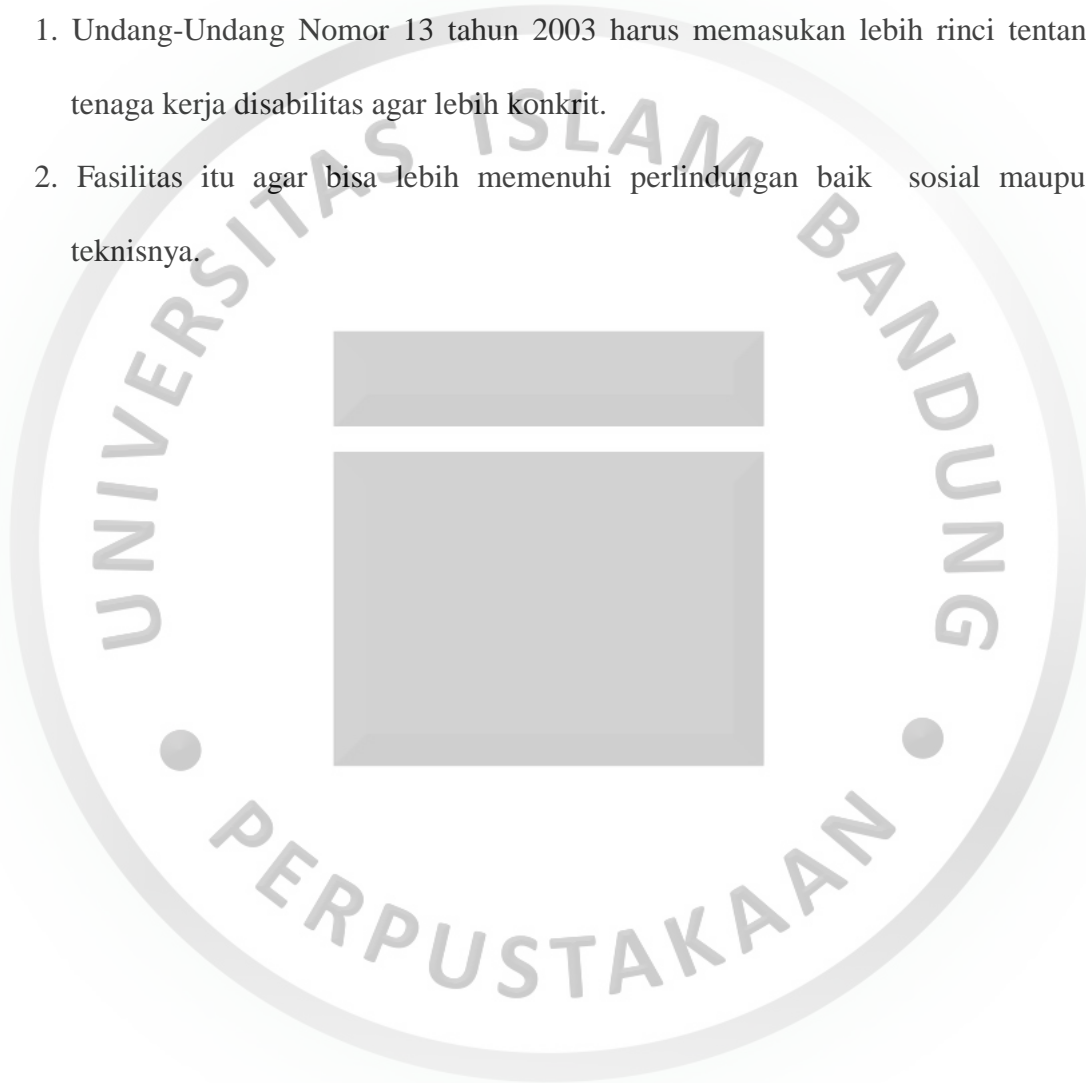 1. Undang-Undang Nomor 13 tahun 2003 harus memasukan lebih rinci tentan
tenaga kerja disabilitas agar lebih konkrit.
2. Fasilitas itu agar bisa lebih memenuhi perlindungan baik sosial maupu
teknisnya.
UNIVERSITAS ISLAM BANDUNG
PERPUSTAKAAN